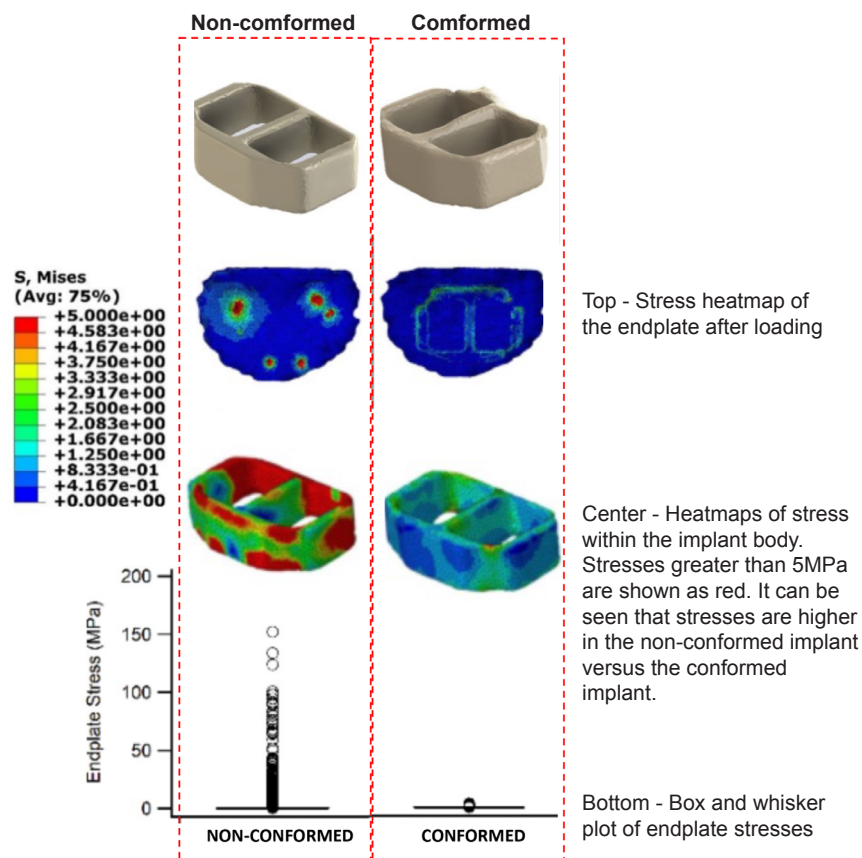 Non-comformed
Comformed
S, Mises
(Avg: 75%)
+5.000e+00
+4.583e+00
+4.167e+00
+3.750e+00
+3.333e+00
+2.917e+00
+2.500e+00
+2.083e+00
+1.667e+00
+1.250e+00
+8.333e-01
+4.167e-01
+0.000e+00
Top - Stress heatmap of
the endplate after loading
Center - Heatmaps of stress
within the implant body.
Stresses greater than 5MPa
are shown as red. It can be
seen that stresses are higher
in the non-conformed implant
versus the conformed
implant.
Endplate Stress (MPa)
200
150
100
50
0
NON-CONFORMED
CONFORMED
Bottom - Box and whisker
plot of endplate stresses